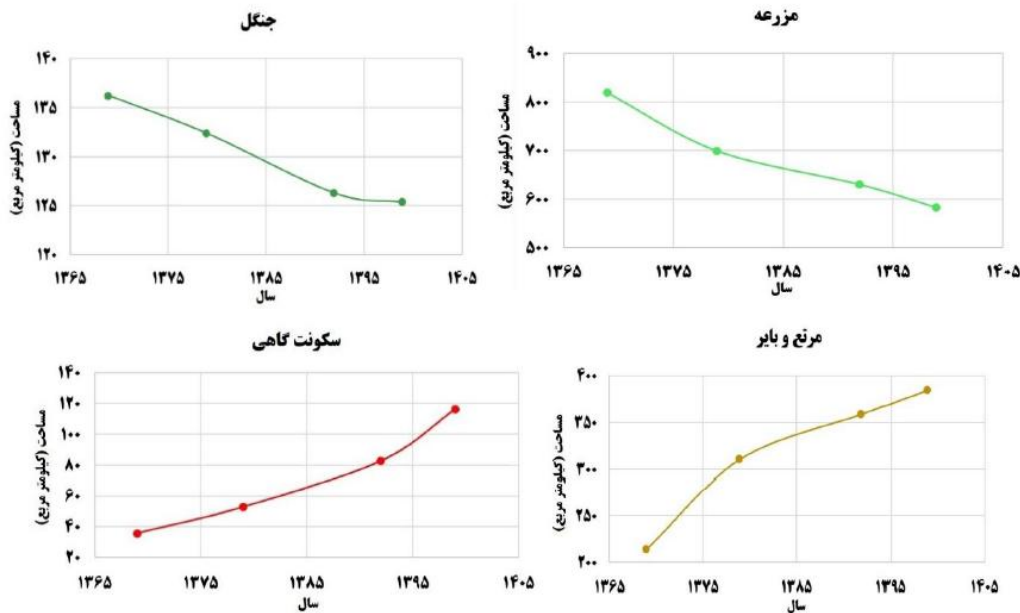 جنگل
مساحت (کیلومتر مربع)
۱۴۰
۱۳۵
۱۳۰
۱۲۵
۱۲۰
۱۳۶۵ ۱۳۷۵ ۱۳۸۵ ۱۳۹۵ ۱۴۰۵
سال
مزرعه
مساحت (کیلومتر مربع)
۹۰۰
۸۰۰
۷۰۰
۶۰۰
۵۰۰
۱۳۶۵ ۱۳۷۵ ۱۳۸۵ ۱۳۹۵ ۱۴۰۵
سال
سکونت گاهی
مساحت (کیلومتر مربع)
۱۴۰
۱۲۰
۱۰۰
۸۰
۶۰
۴۰
۲۰
۱۳۶۵ ۱۳۷۵ ۱۳۸۵ ۱۳۹۵ ۱۴۰۵
سال
مرتع و بایر
مساحت (کیلومتر مربع)
۴۰۰
۳۵۰
۳۰۰
۲۵۰
۲۰۰
۱۳۶۵ ۱۳۷۵ ۱۳۸۵ ۱۳۹۵ ۱۴۰۵
سال